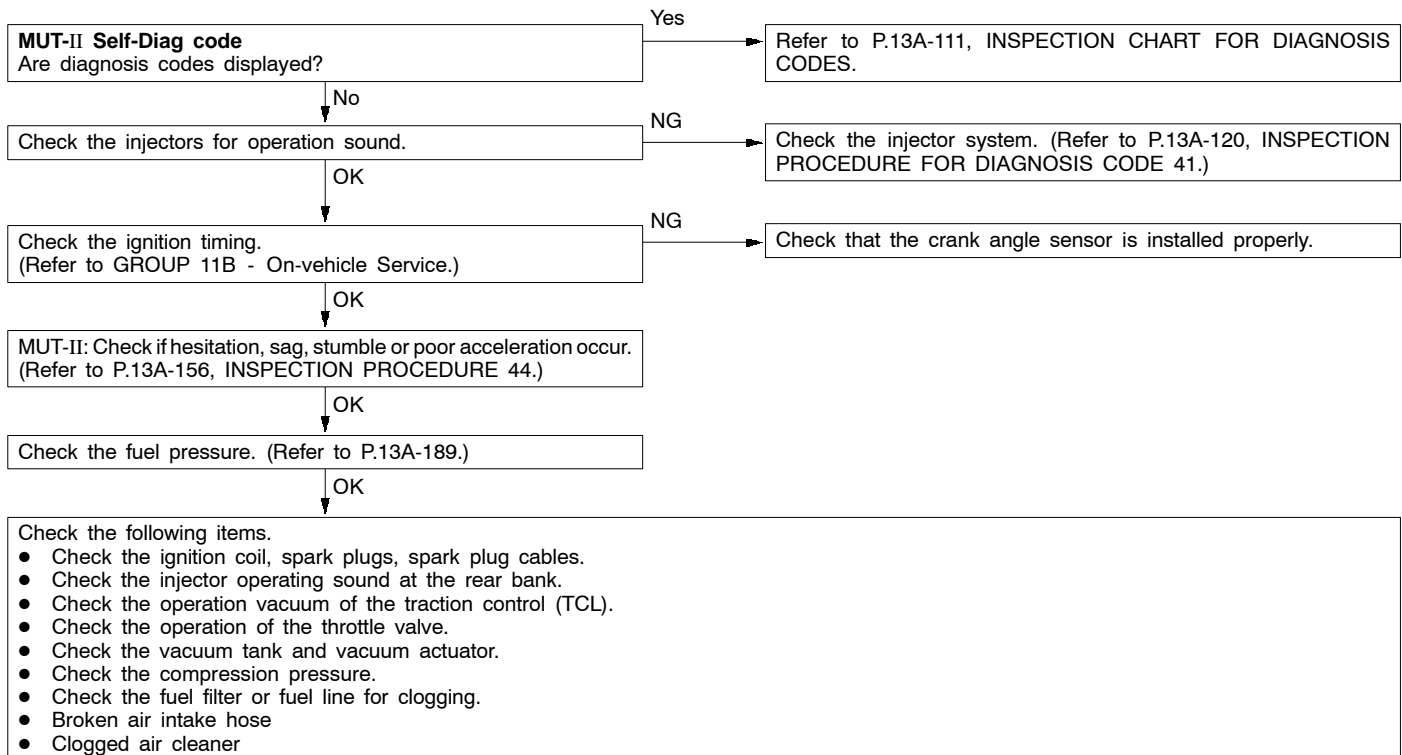 MUT-II Self-Diag code
Are diagnosis codes displayed?
Yes
Refer to P.13A-111, INSPECTION CHART FOR DIAGNOSIS
CODES.
No
Check the injectors for operation sound.
NG
Check the injector system. (Refer to P.13A-120, INSPECTION
PROCEDURE FOR DIAGNOSIS CODE 41.)
OK
Check the ignition timing.
(Refer to GROUP 11B - On-vehicle Service.)
NG
Check that the crank angle sensor is installed properly.
OK
MUT-II: Check if hesitation, sag, stumble or poor acceleration occur.
(Refer to P.13A-156, INSPECTION PROCEDURE 44.)
OK
Check the fuel pressure. (Refer to P.13A-189.)
OK
Check the following items.
● Check the ignition coil, spark plugs, spark plug cables.
● Check the injector operating sound at the rear bank.
● Check the operation vacuum of the traction control (TCL).
● Check the operation of the throttle valve.
● Check the vacuum tank and vacuum actuator.
● Check the compression pressure.
● Check the fuel filter or fuel line for clogging.
● Broken air intake hose
● Clogged air cleaner